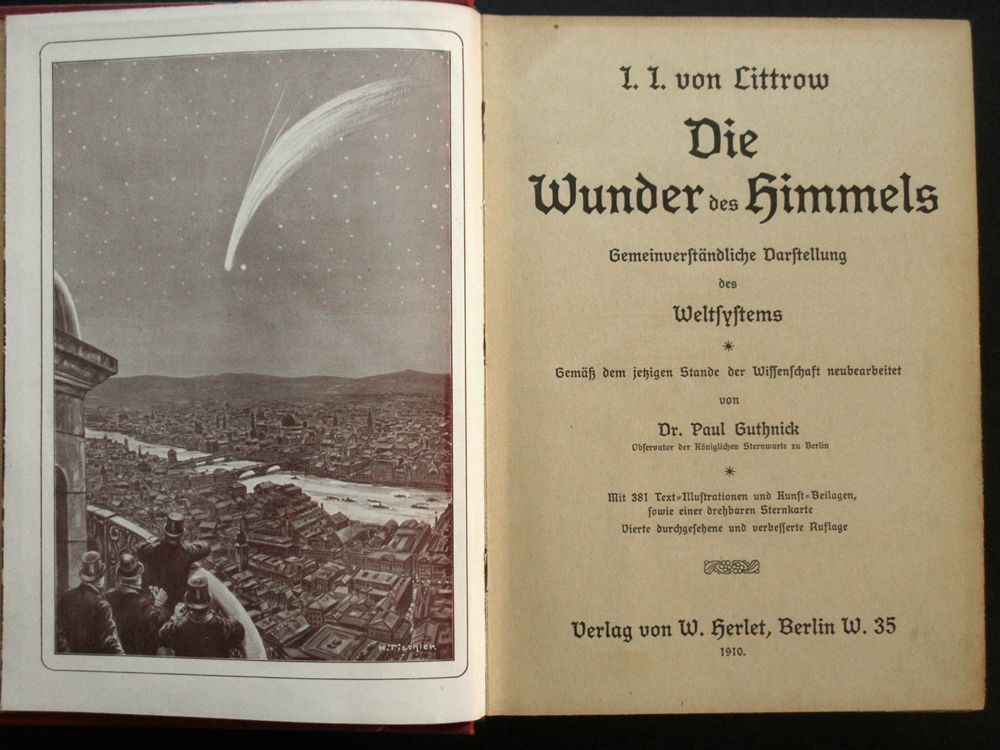 H. Tischler.
I. I. von Littrow
Die
Wunder des Himmels
Gemeinverſtändliche Darſtellung
des
Weltſyſtems
*
Gemäß dem jetzigen Stande der Wiſſenſchaft neubearbeitet
von
Dr. Paul Guthnick
Obſervator der Königlichen Sternwarte zu Berlin
*
Mit 381 Text=Illuſtrationen und Kunſt=Beilagen,
ſowie einer drehbaren Sternkarte
Vierte durchgeſehene und verbeſſerte Auflage
Verlag von W. Herlet, Berlin W. 35
1910.